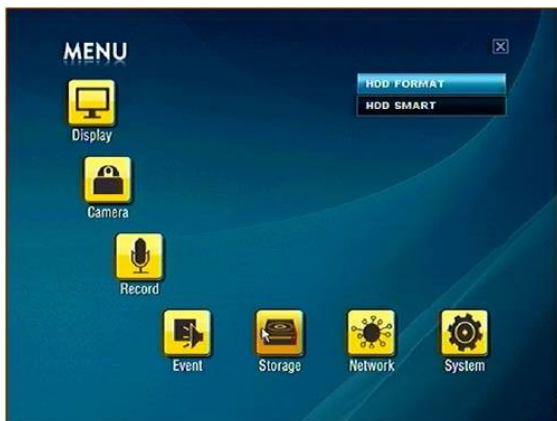 MENU
HDD FORMAT
HDD SMART
Display
Camera
Record
Event
Storage
Network
System